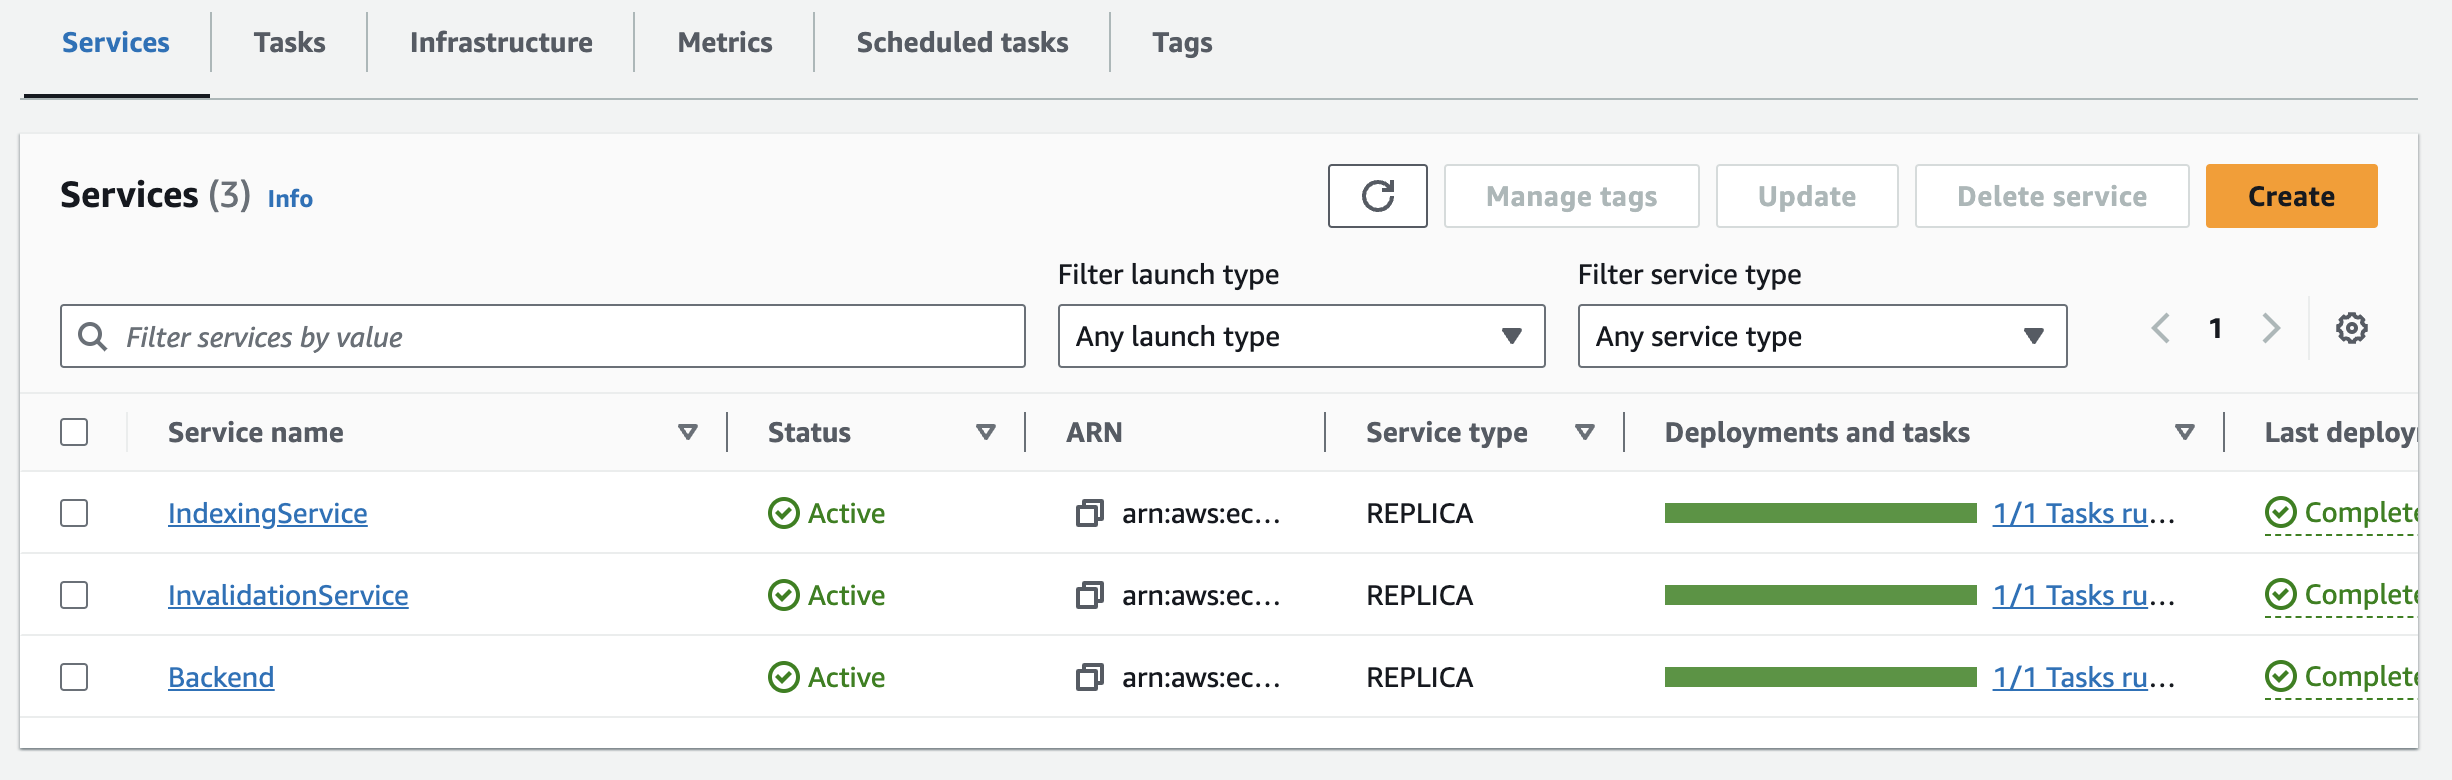 Services Tasks Infrastructure Metrics Scheduled tasks Tags
Services (3) Info Manage tags Update Delete service Create
Filter launch type Filter service type
Filter services by value Any launch type Any service type 1
Service name Status ARN Service type Deployments and tasks Last deploy
IndexingService Active arn:aws:ec... REPLICA 1/1 Tasks ru... Complete
InvalidationService Active arn:aws:ec... REPLICA 1/1 Tasks ru... Complete
Backend Active arn:aws:ec... REPLICA 1/1 Tasks ru... Complete